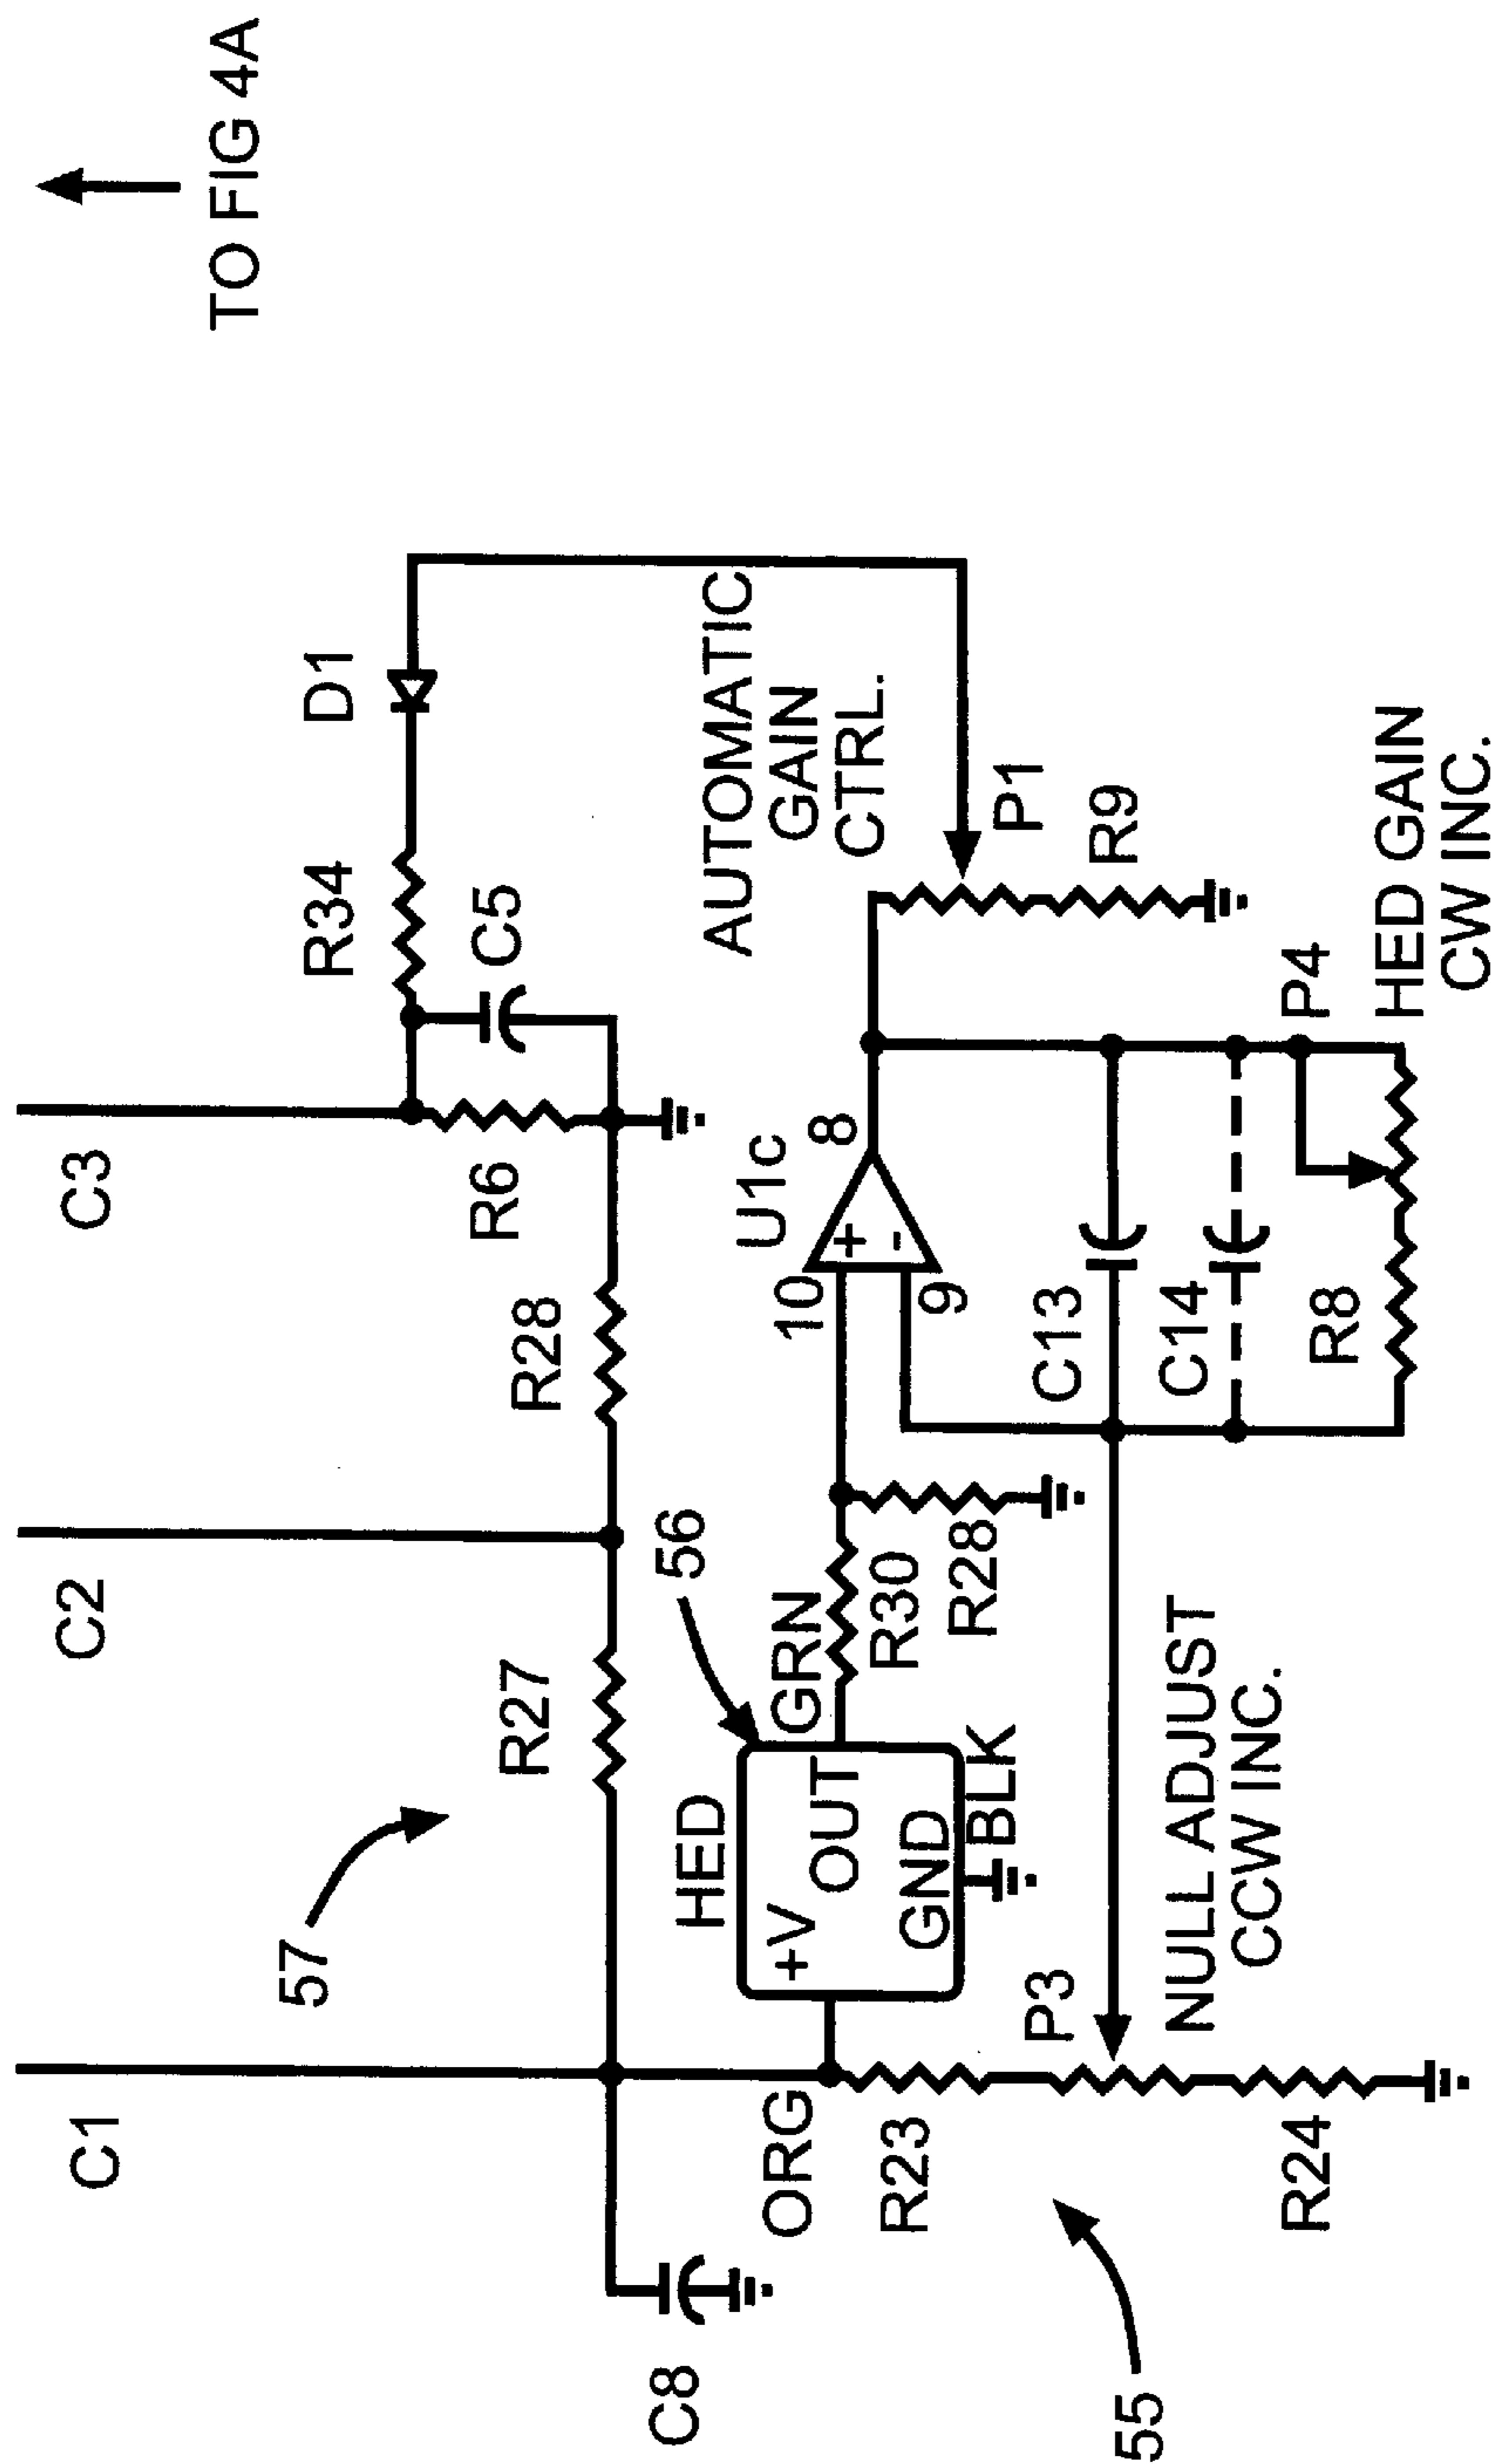 TO FIG 4A
C1
C2
C3
57
R27
R28
R6
R34
C5
D1
C8
ORG
HED
+V
OUT
GND
GRN
BLK
56
R30
R28
10
9
U1c
+
-
8
AUTOMATIC
GAIN
CTRL.
P1
R9
R23
P3
R24
55
NULL ADJUST
CCW INC.
C13
C14
R8
P4
HED GAIN
CW INC.